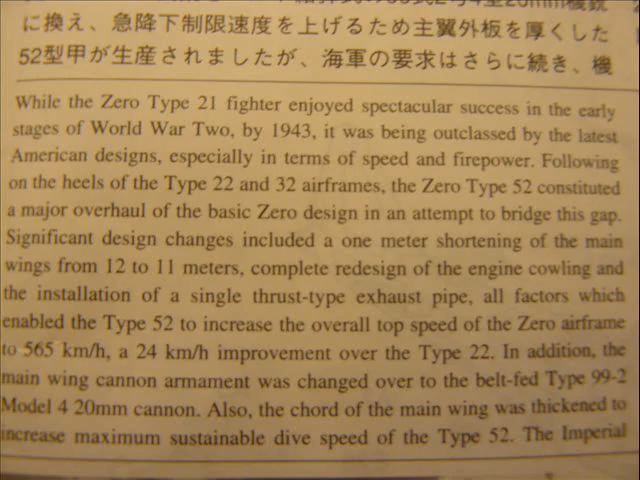 20mm機銃
に換え、急降下制限速度を上げるため主翼外板を厚くした
52型甲が生産されましたが、海軍の要求はさらに続き、機
While the Zero Type 21 fighter enjoyed spectacular success in the early
stages of World War Two, by 1943, it was being outclassed by the latest
American designs, especially in terms of speed and firepower. Following
on the heels of the Type 22 and 32 airframes, the Zero Type 52 constituted
a major overhaul of the basic Zero design in an attempt to bridge this gap.
Significant design changes included a one meter shortening of the main
wings from 12 to 11 meters, complete redesign of the engine cowling and
the installation of a single thrust-type exhaust pipe, all factors which
enabled the Type 52 to increase the overall top speed of the Zero airframe
to 565 km/h, a 24 km/h improvement over the Type 22. In addition, the
main wing cannon armament was changed over to the belt-fed Type 99-2
Model 4 20mm cannon. Also, the chord of the main wing was thickened to
increase maximum sustainable dive speed of the Type 52. The Imperial